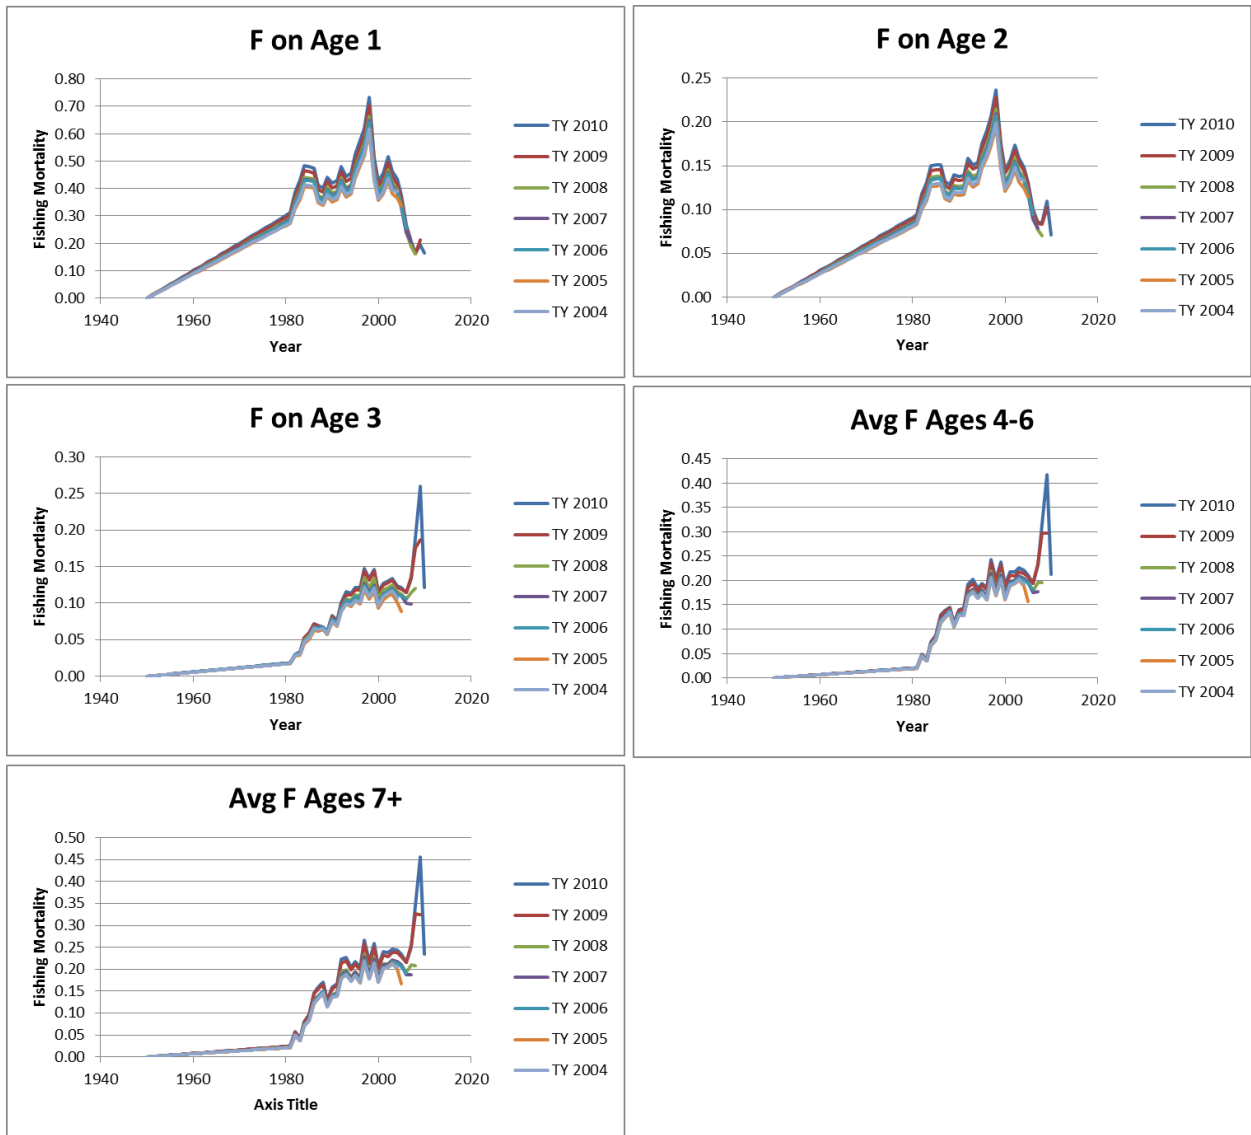 F on Age 1
Fishing Mortality
0.80
0.70
0.60
0.50
0.40
0.30
0.20
0.10
0.00
1940 1960 1980 2000 2020
Year
TY 2010
TY 2009
TY 2008
TY 2007
TY 2006
TY 2005
TY 2004
F on Age 2
Fishing Mortality
0.25
0.20
0.15
0.10
0.05
0.00
1940 1960 1980 2000 2020
Year
TY 2010
TY 2009
TY 2008
TY 2007
TY 2006
TY 2005
TY 2004
F on Age 3
Fishing Mortlaity
0.30
0.25
0.20
0.15
0.10
0.05
0.00
1940 1960 1980 2000 2020
Year
TY 2010
TY 2009
TY 2008
TY 2007
TY 2006
TY 2005
TY 2004
Avg F Ages 4-6
Fishing Mortality
0.45
0.40
0.35
0.30
0.25
0.20
0.15
0.10
0.05
0.00
1940 1960 1980 2000 2020
Year
TY 2010
TY 2009
TY 2008
TY 2007
TY 2006
TY 2005
TY 2004
Avg F Ages 7+
Fishing Mortality
0.50
0.45
0.40
0.35
0.30
0.25
0.20
0.15
0.10
0.05
0.00
1940 1960 1980 2000 2020
Axis Title
TY 2010
TY 2009
TY 2008
TY 2007
TY 2006
TY 2005
TY 2004